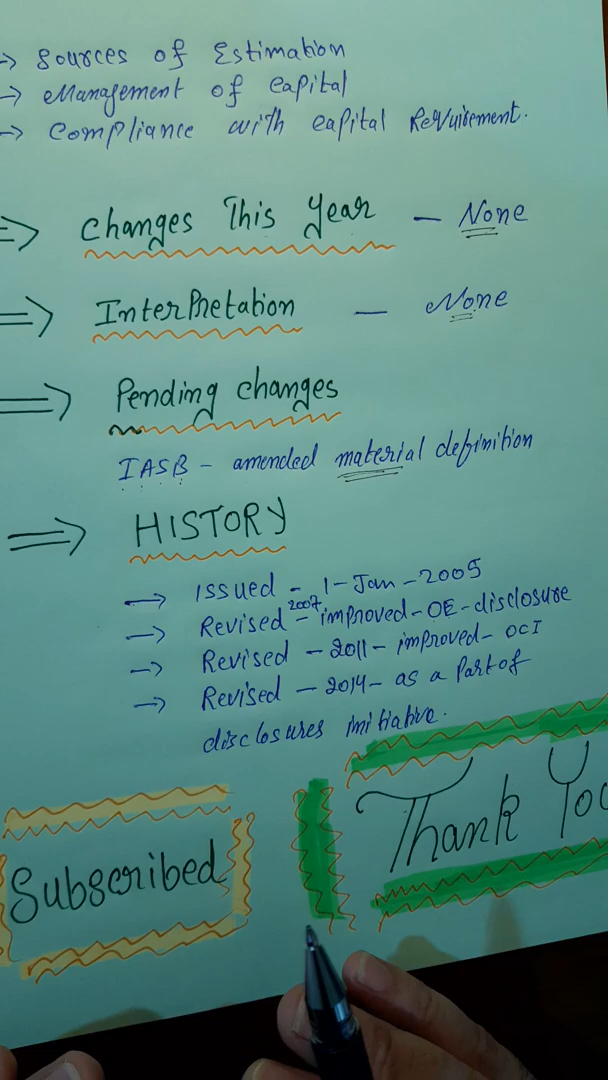 → Sources of Estimation
→ Management of capital
→ Compliance with capital Requirement.
⇒ Changes This Year — None
⇒ Interpretation — None
⇒ Pending changes
IASB - amended material definition
⇒ HISTORY
→ Issued - 1-Jan-2005
→ Revised - 2007 improved-OE-disclosure
→ Revised - 2011 - improved- OCI
→ Revised - 2014- as a Part of
disclosures initiative.
Subscribed
Thank You